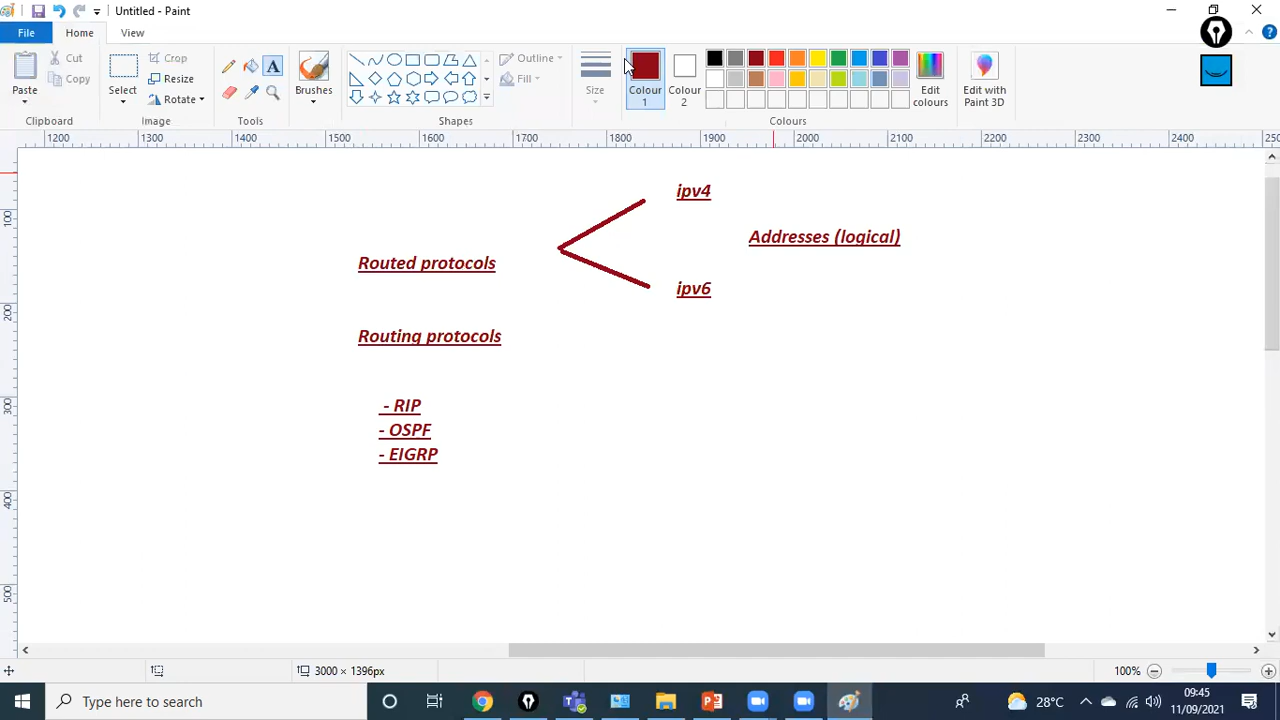 Untitled - Paint
File
Home
View
Paste
Cut
Copy
Clipboard
Select
Crop
Resize
Rotate
Image
A
Tools
Brushes
Shapes
Outline
Fill
Size
Colour 1
Colour 2
Edit colours
Edit with Paint 3D
Colours
1200 1300 1400 1500 1600 1700 1800 1900 2000 2100 2200 2300 2400 250
100
200
300
400
500
ipv4
Addresses (logical)
Routed protocols
ipv6
Routing protocols
- RIP
- OSPF
- EIGRP
3000 × 1396px
100%
Type here to search
28°C
09:45
11/09/2021